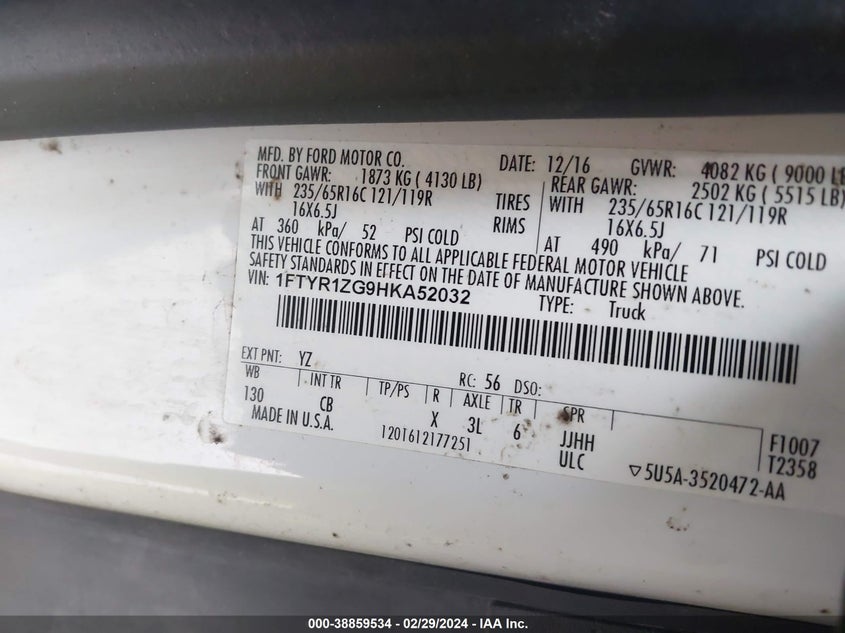 MFD. BY FORD MOTOR CO. DATE: 12/16 GVWR: 4082 KG ( 9000 LB
FRONT GAWR: 1873 KG ( 4130 LB) REAR GAWR: 2502 KG ( 5515 LB)
WITH 235/65R16C 121/119R TIRES WITH 235/65R16C 121/119R
16X6.5J RIMS 16X6.5J
AT 360 kPa/ 52 PSI COLD AT 490 kPa/ 71 PSI COLD
THIS VEHICLE CONFORMS TO ALL APPLICABLE FEDERAL MOTOR VEHICLE
SAFETY STANDARDS IN EFFECT ON THE DATE OF MANUFACTURE SHOWN ABOVE.
VIN: 1FTYR1ZG9HKA52032 TYPE: Truck
EXT PNT: YZ RC: 56 DSO:
WB INT TR TP/PS R AXLE TR SPR
130 CB X 3L 6 JJHH F1007
MADE IN U.S.A. 120T612177251 ULC T2358
▽5U5A-3520472-AA
000-38859534 - 02/29/2024 - IAA Inc.